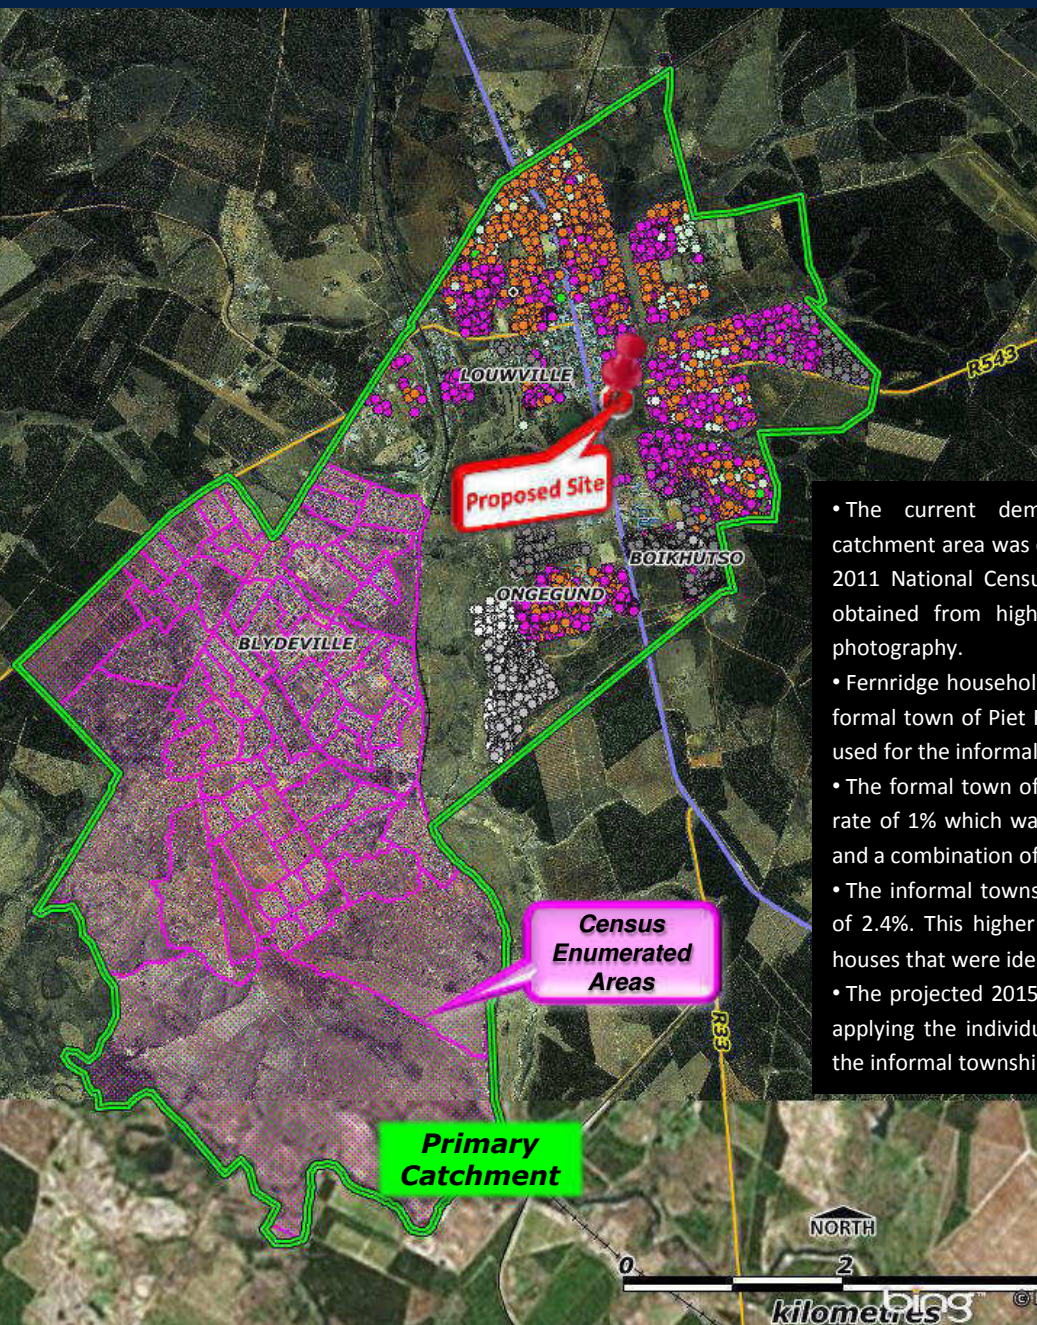 R543
LOUWVILLE
Proposed Site
BOIKHUTSO
ONGEGUND
BLYDEVILLE
• The current dem
catchment area was
2011 National Censu
obtained from high
photography.
• Fernridge househol
formal town of Piet
used for the informal
• The formal town of
rate of 1% which wa
and a combination of
• The informal towns
of 2.4%. This higher
houses that were ide
• The projected 2015
applying the individu
the informal townshi
Census
Enumerated
Areas
R33
Primary
Catchment
NORTH
0 2
kilometres
bing™ ©